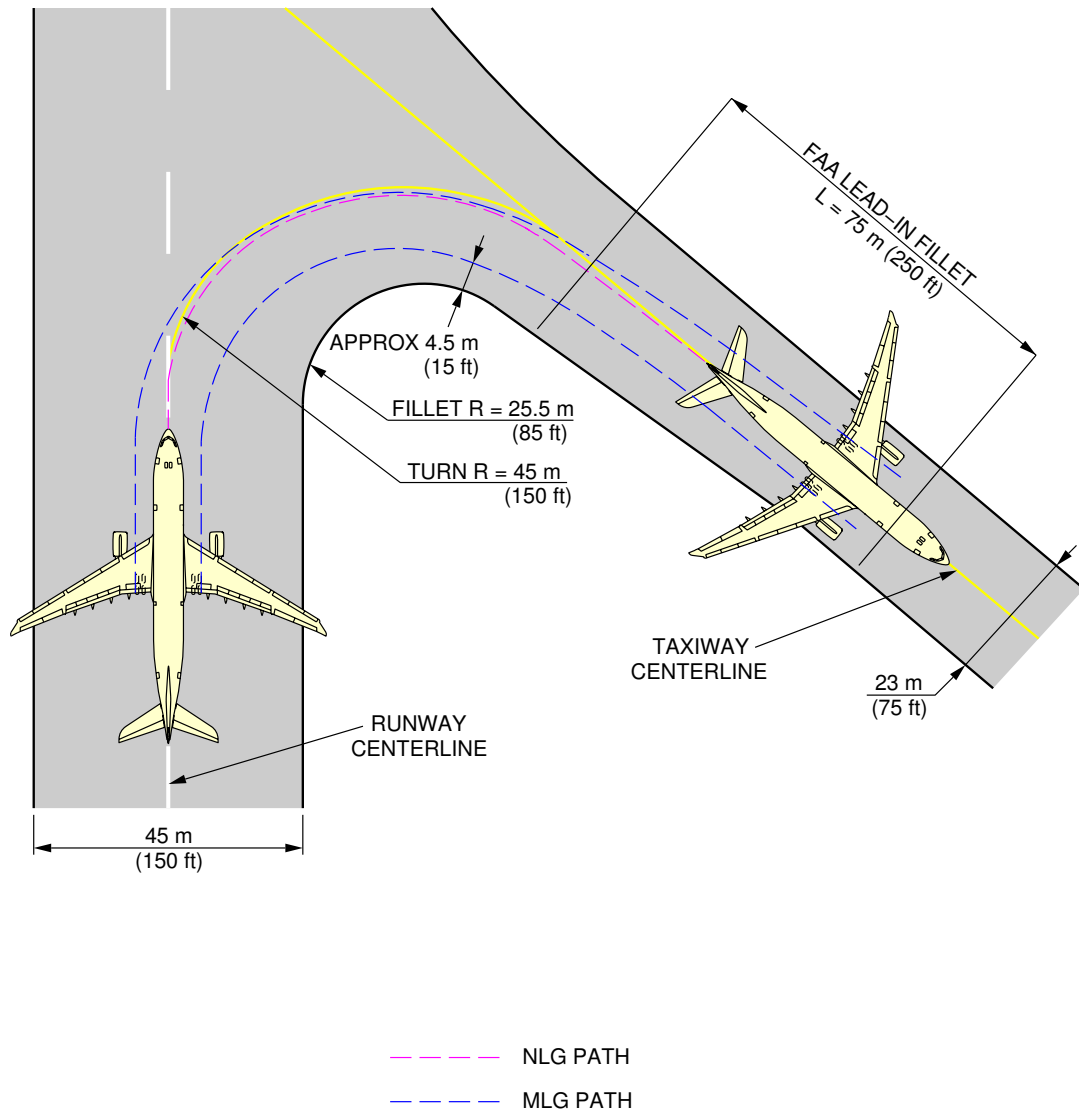 FAA LEAD–IN FILLET
L = 75 m (250 ft)
APPROX 4.5 m
(15 ft)
FILLET R = 25.5 m
(85 ft)
TURN R = 45 m
(150 ft)
TAXIWAY
CENTERLINE
23 m
(75 ft)
RUNWAY
CENTERLINE
45 m
(150 ft)
NLG PATH
MLG PATH